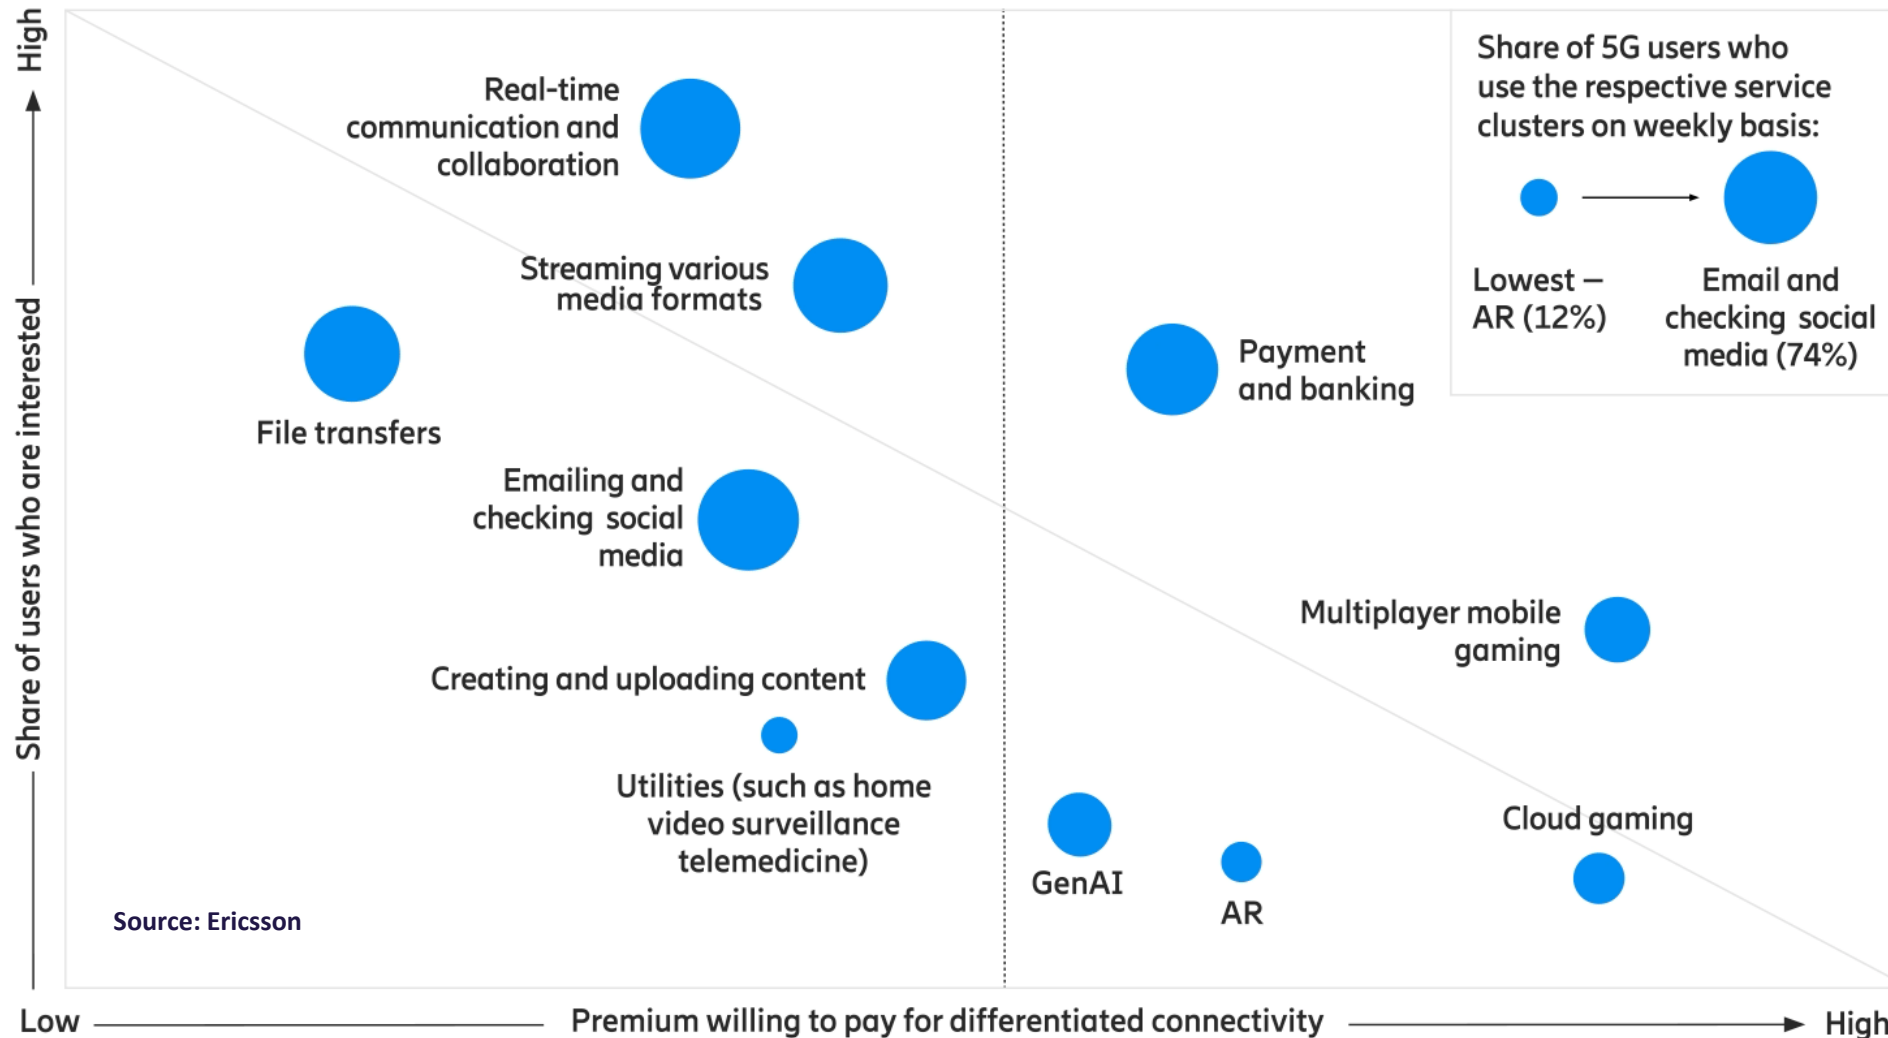 High
Share of users who are interested
Real-time
communication and
collaboration
Share of 5G users who
use the respective service
clusters on weekly basis:
Lowest –
AR (12%)
Email and
checking social
media (74%)
Streaming various
media formats
File transfers
Payment
and banking
Emailing and
checking social
media
Multiplayer mobile
gaming
Creating and uploading content
Utilities (such as home
video surveillance
telemedicine)
GenAI
AR
Cloud gaming
Source: Ericsson
Low
Premium willing to pay for differentiated connectivity
High